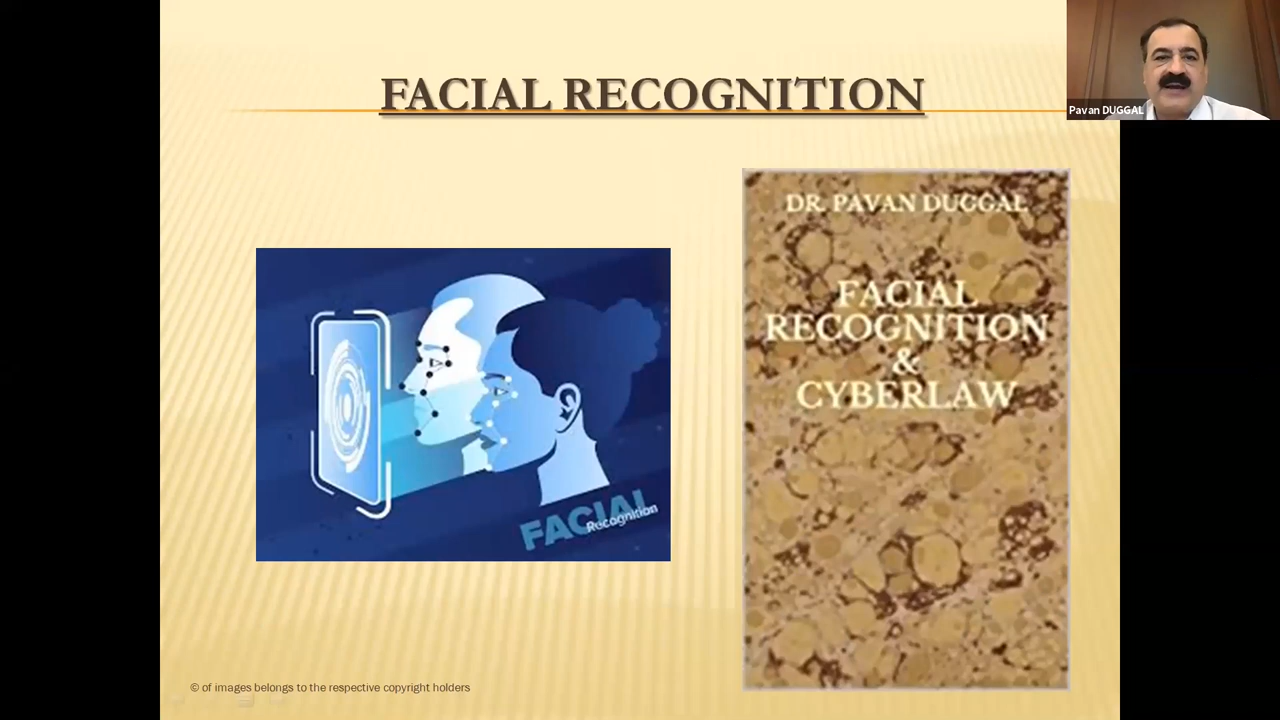 FACIAL RECOGNITION
Pavan DUGGAL
DR. PAVAN DUGGAL
FACIAL
RECOGNITION
&
CYBERLAW
FACIAL
Recognition
© of images belongs to the respective copyright holders